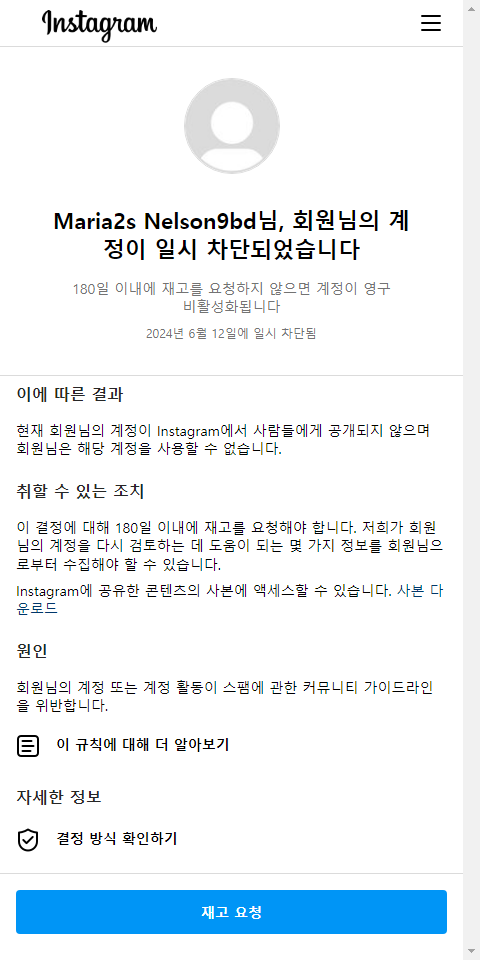 Instagram
Maria2s Nelson9bd님, 회원님의 계
정이 일시 차단되었습니다
180일 이내에 재고를 요청하지 않으면 계정이 영구
비활성화됩니다
2024년 6월 12일에 일시 차단됨
이에 따른 결과
현재 회원님의 계정이 Instagram에서 사람들에게 공개되지 않으며
회원님은 해당 계정을 사용할 수 없습니다.
취할 수 있는 조치
이 결정에 대해 180일 이내에 재고를 요청해야 합니다. 저희가 회원
님의 계정을 다시 검토하는 데 도움이 되는 몇 가지 정보를 회원님으
로부터 수집해야 할 수 있습니다.
Instagram에 공유한 콘텐츠의 사본에 액세스할 수 있습니다. 사본 다
운로드
원인
회원님의 계정 또는 계정 활동이 스팸에 관한 커뮤니티 가이드라인
을 위반합니다.
이 규칙에 대해 더 알아보기
자세한 정보
결정 방식 확인하기
재고 요청